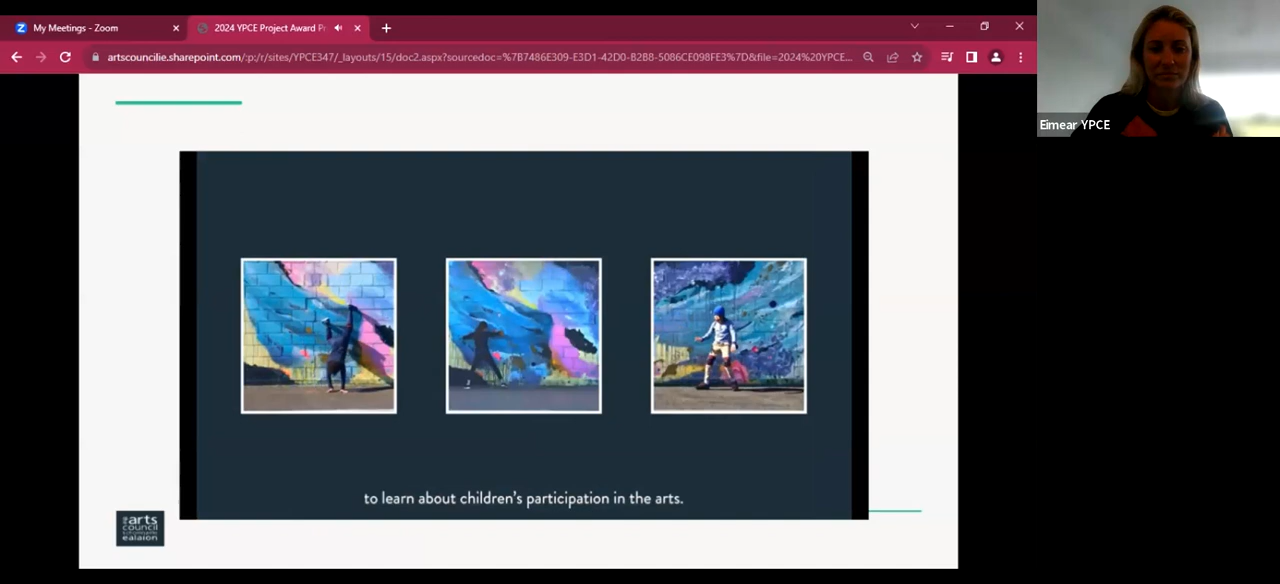 My Meetings - Zoom
2024 YPCE Project Award Pr
artscouncilie.sharepoint.com/:p:/r/sites/YPCE347/_layouts/15/doc2.aspx?sourcedoc=%7B7486E309-E3D1-42D0-B2B8-5086CE098FE3%7D&file=2024%20YPCE...
Eimear YPCE
to learn about children's participation in the arts.
arts
council
ealaíon